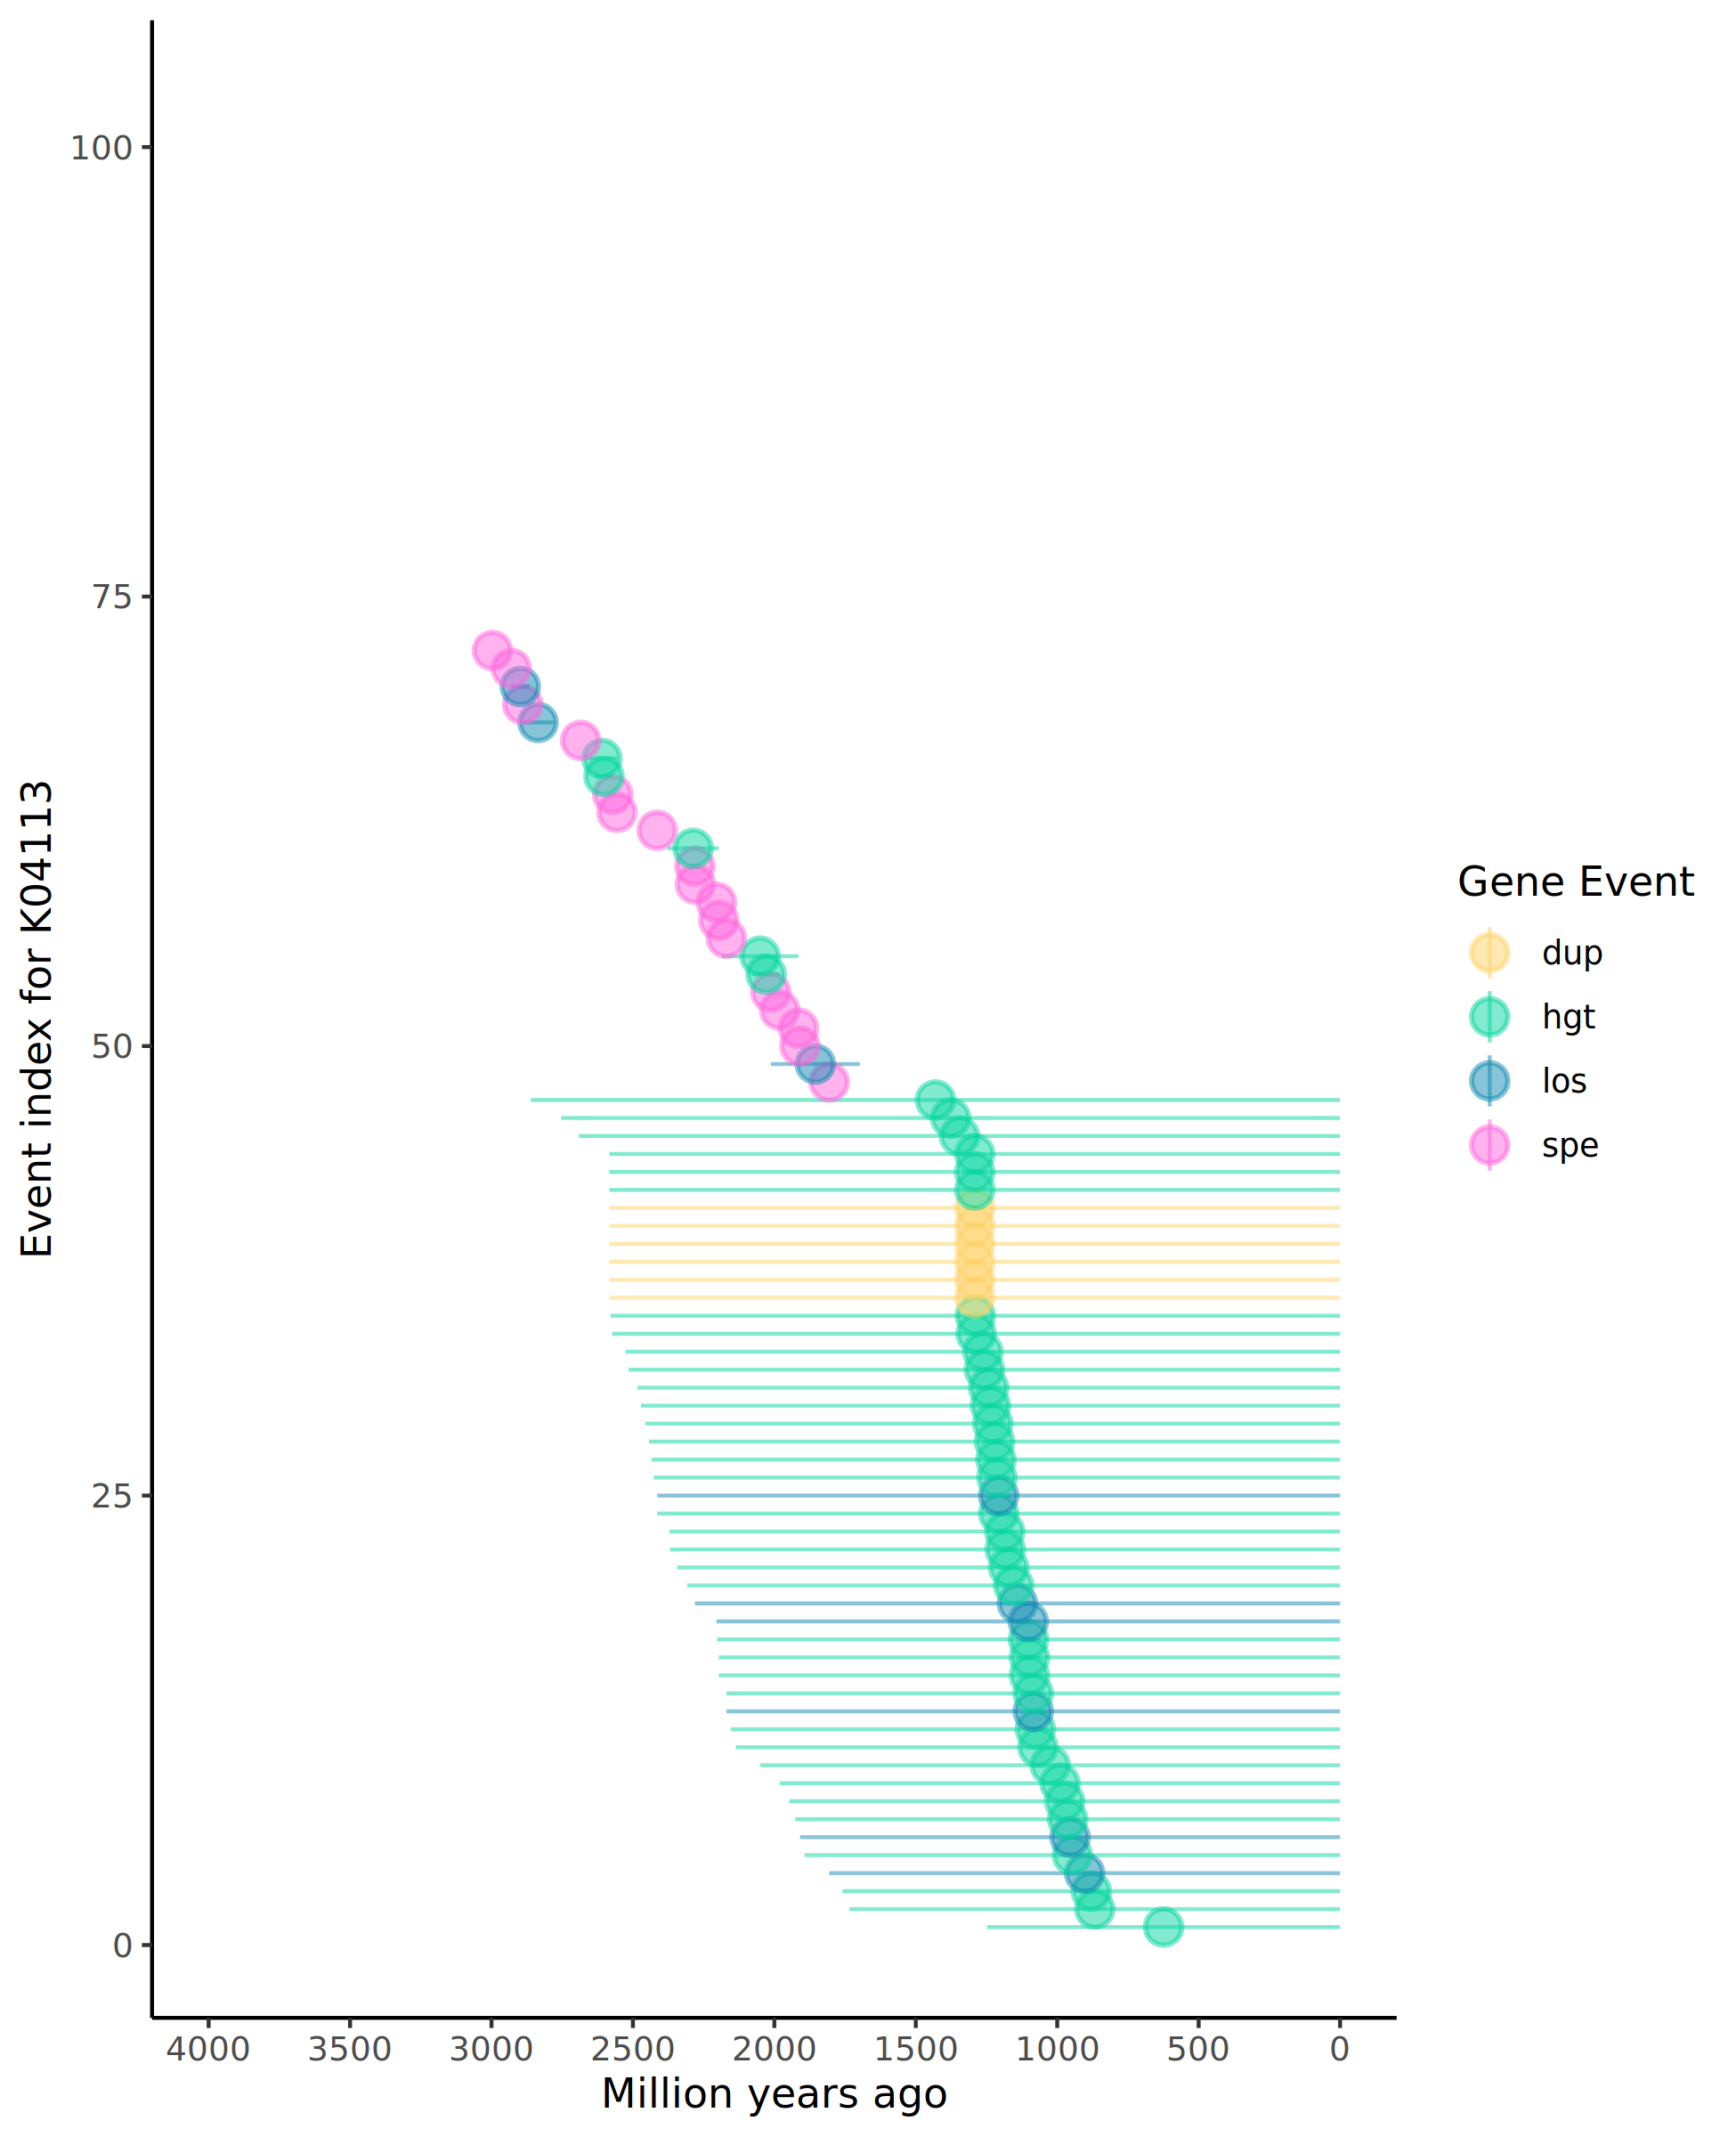 100
75
50
25
0
Event index for K04113
4000 3500 3000 2500 2000 1500 1000 500 0
Million years ago
Gene Event
dup
hgt
los
spe